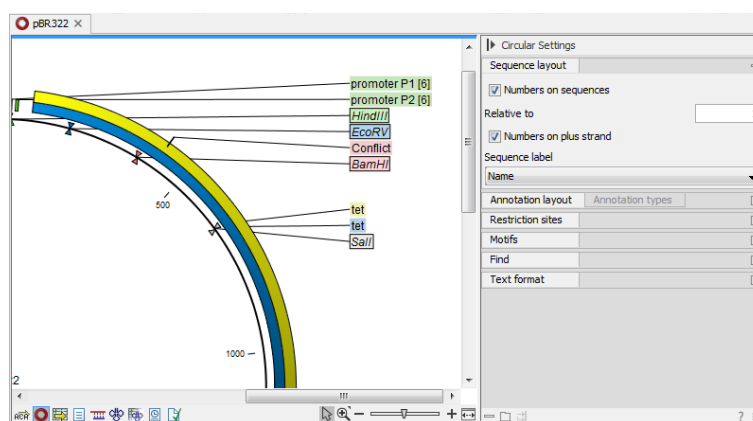 pBR322
promoter P1 [6]
promoter P2 [6]
HindIII
EcoRV
Conflict
BamHI
500
tet
tet
SalI
1000
2
Circular Settings
Sequence layout
Numbers on sequences
Relative to
Numbers on plus strand
Sequence label
Name
Annotation layout Annotation types
Restriction sites
Motifs
Find
Text format
?